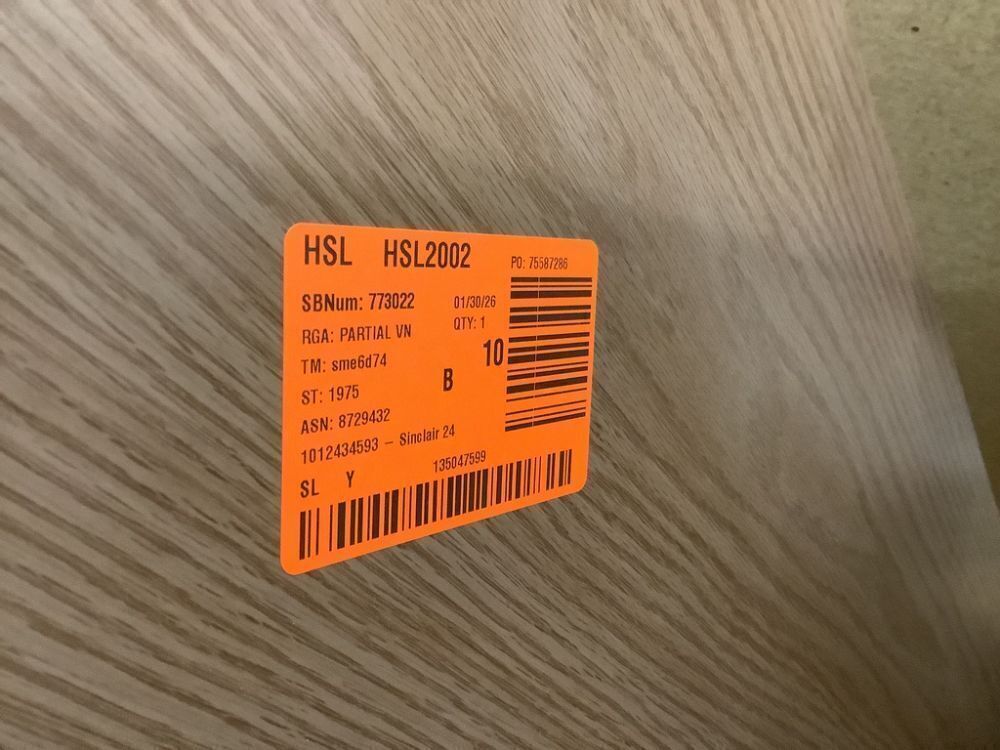 HSL HSL2002
PO: 75587286
SBNum: 773022 01/30/26
RGA: PARTIAL VN QTY: 1
TM: sme6d74 10
ST: 1975 B
ASN: 8729432
1012434593 – Sinclair 24
SL Y 135047599